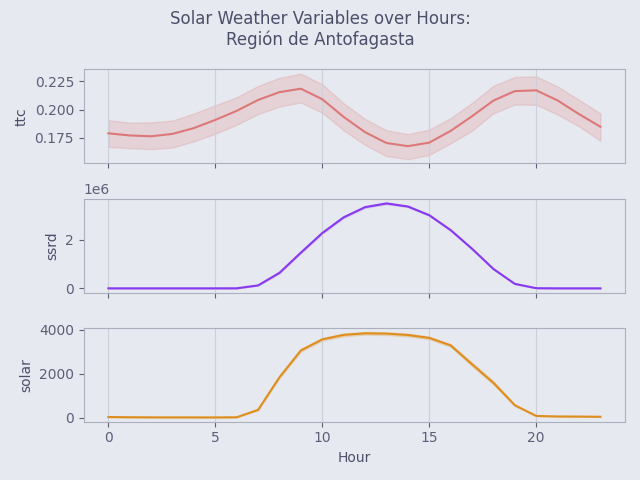 Solar Weather Variables over Hours:
Región de Antofagasta
0.225
0.200
0.175
ttc
1e6
2
0
ssrd
4000
2000
0
solar
0 5 10 15 20
Hour